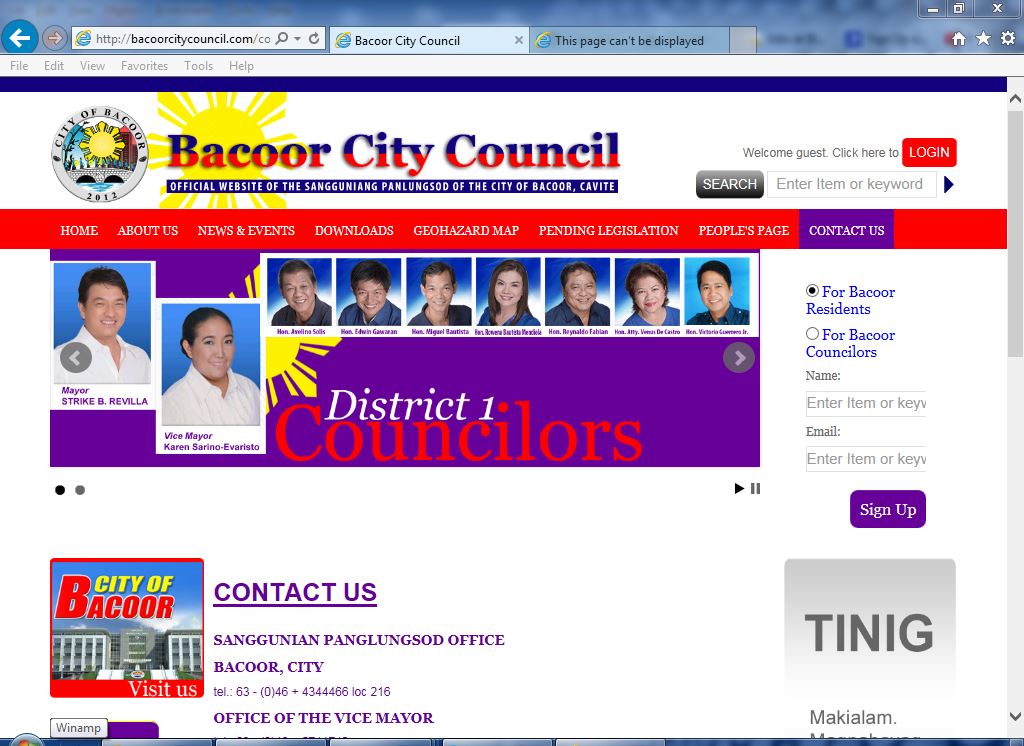 http://bacoorcitycouncil.com/co
Bacoor City Council
This page can't be displayed
File Edit View Favorites Tools Help
CITY OF BACOOR
2012
Bacoor City Council
OFFICIAL WEBSITE OF THE SANGGUNIANG PANLUNGSOD OF THE CITY OF BACOOR, CAVITE
Welcome guest. Click here to LOGIN
SEARCH Enter Item or keyword
HOME ABOUT US NEWS & EVENTS DOWNLOADS GEOHAZARD MAP PENDING LEGISLATION PEOPLE'S PAGE CONTACT US
Hon. Avelino Solis Hon. Edwin Gawaran Hon. Miguel Bautista Hon. Rowena Bautista Mendiola Hon. Reynaldo Fabian Hon. Atty. Venus De Castro Hon. Victorio Guerrero Jr.
Mayor
STRIKE B. REVILLA
Vice Mayor
Karen Sarino-Evaristo
District 1
Councilors
For Bacoor
Residents
For Bacoor
Councilors
Name:
Enter Item or keyw
Email:
Enter Item or keyw
Sign Up
CITY OF
BACOOR
Visit us
CONTACT US
SANGGUNIAN PANGLUNGSOD OFFICE
BACOOR, CITY
tel.: 63 - (0)46 + 4344466 loc 216
OFFICE OF THE VICE MAYOR
TINIG
Makialam.
Winamp